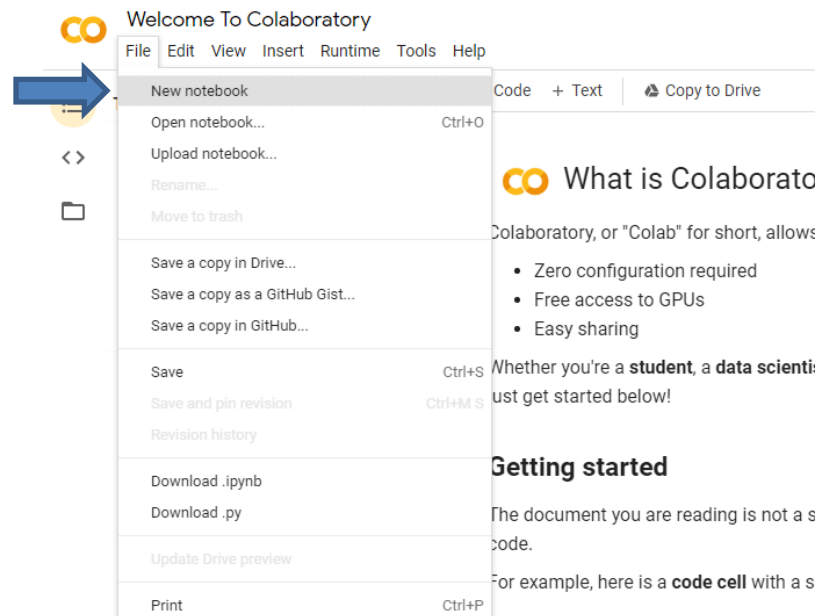 Welcome To Colaboratory
File Edit View Insert Runtime Tools Help
New notebook
Open notebook... Ctrl+O
Upload notebook...
Rename...
Move to trash
Save a copy in Drive...
Save a copy as a GitHub Gist...
Save a copy in GitHub...
Save Ctrl+S
Save and pin revision Ctrl+M S
Revision history
Download .ipynb
Download .py
Update Drive preview
Print Ctrl+P
Code + Text Copy to Drive
What is Colaborato
Colaboratory, or "Colab" for short, allows
• Zero configuration required
• Free access to GPUs
• Easy sharing
Whether you're a student, a data scientis
ust get started below!
Getting started
The document you are reading is not a s
code.
For example, here is a code cell with a s